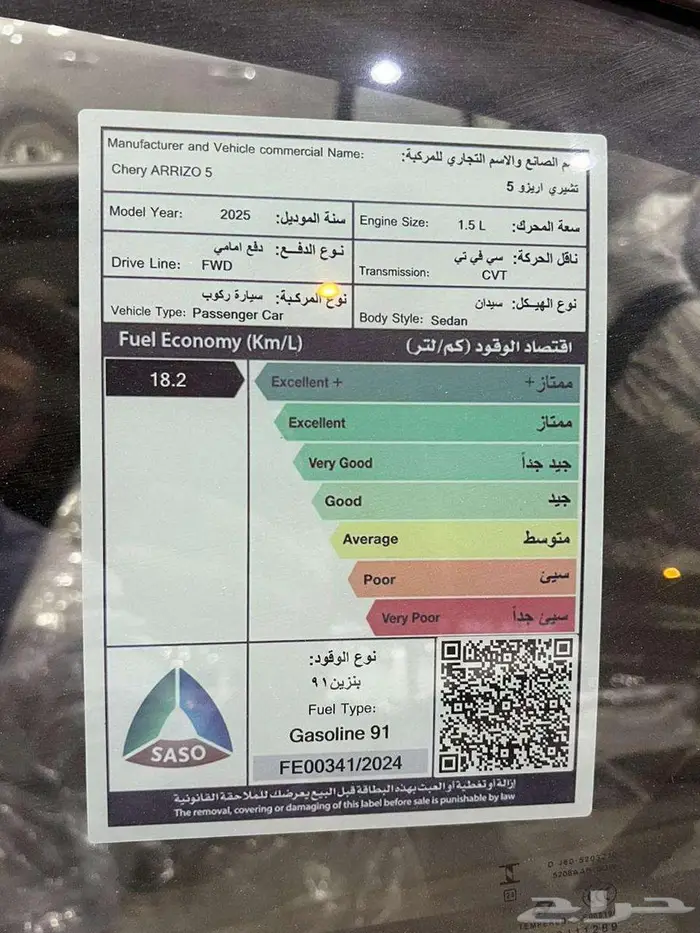 Manufacturer and Vehicle commercial Name:
الصانع والاسم التجاري للمركبة:
Chery ARRIZO 5
تشيري اريزو 5
Model Year: 2025 سنة الموديل:
Engine Size: 1.5 L سعة المحرك:
نوع الدفع: دفع امامي
Drive Line: FWD
ناقل الحركة: سي في تي
Transmission: CVT
نوع المركبة: سيارة ركوب
Vehicle Type: Passenger Car
نوع الهيكل: سيدان
Body Style: Sedan
Fuel Economy (Km/L) اقتصاد الوقود (كم/لتر)
18.2
Excellent + ممتاز +
Excellent ممتاز
Very Good جيد جداً
Good جيد
Average متوسط
Poor سيئ
Very Poor سيئ جداً
SASO
نوع الوقود:
بنزين ٩١
Fuel Type:
Gasoline 91
FE00341/2024
إزالة أو تغطية أو العبث بهذه البطاقة قبل البيع يعرضك للملاحقة القانونية
The removal, covering or damaging of this label before sale is punishable by law
حراج